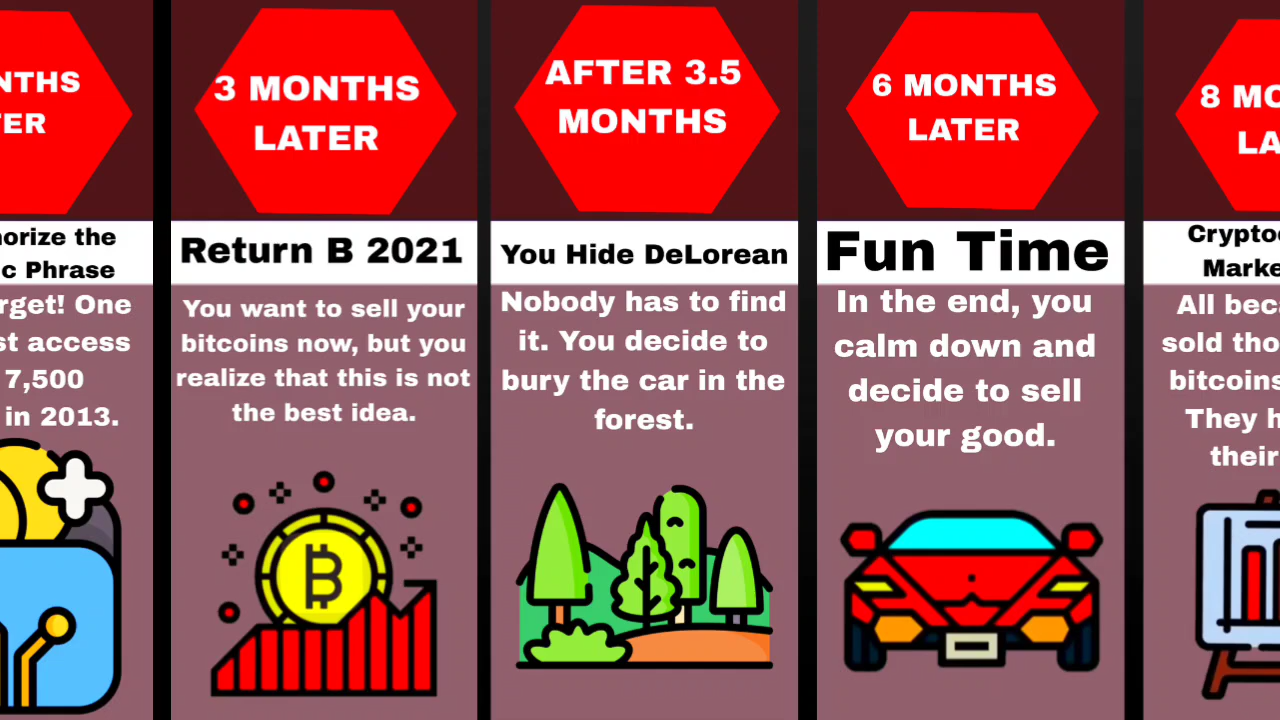 NTHS
TER
orize the
c Phrase
rget! One
st access
7,500
in 2013.
3 MONTHS
LATER
Return B 2021
You want to sell your
bitcoins now, but you
realize that this is not
the best idea.
AFTER 3.5
MONTHS
You Hide DeLorean
Nobody has to find
it. You decide to
bury the car in the
forest.
6 MONTHS
LATER
Fun Time
In the end, you
calm down and
decide to sell
your good.
8 MO
LA
Crypto
Marke
All bec
sold tho
bitcoins
They h
their